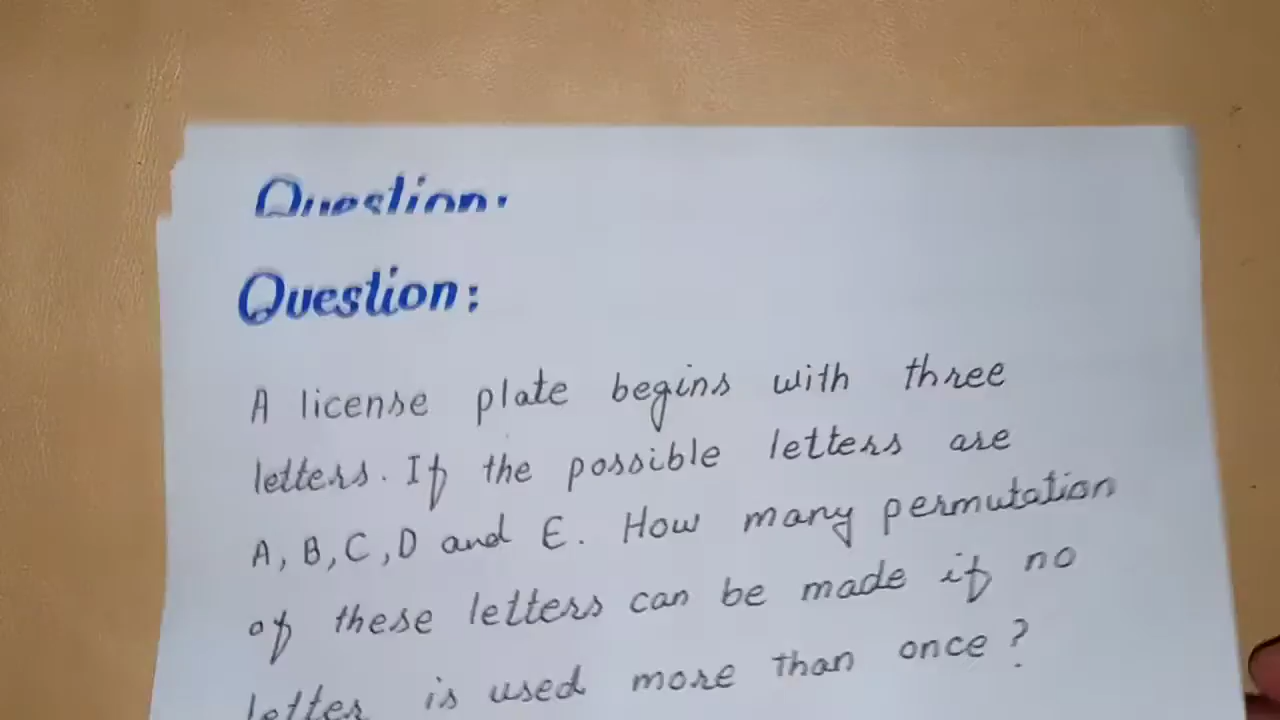 Question:
Question:
A license plate begins with three
letters. If the possible letters are
A, B, C, D and E. How many permutation
of these letters can be made if no
letter is used more than once?